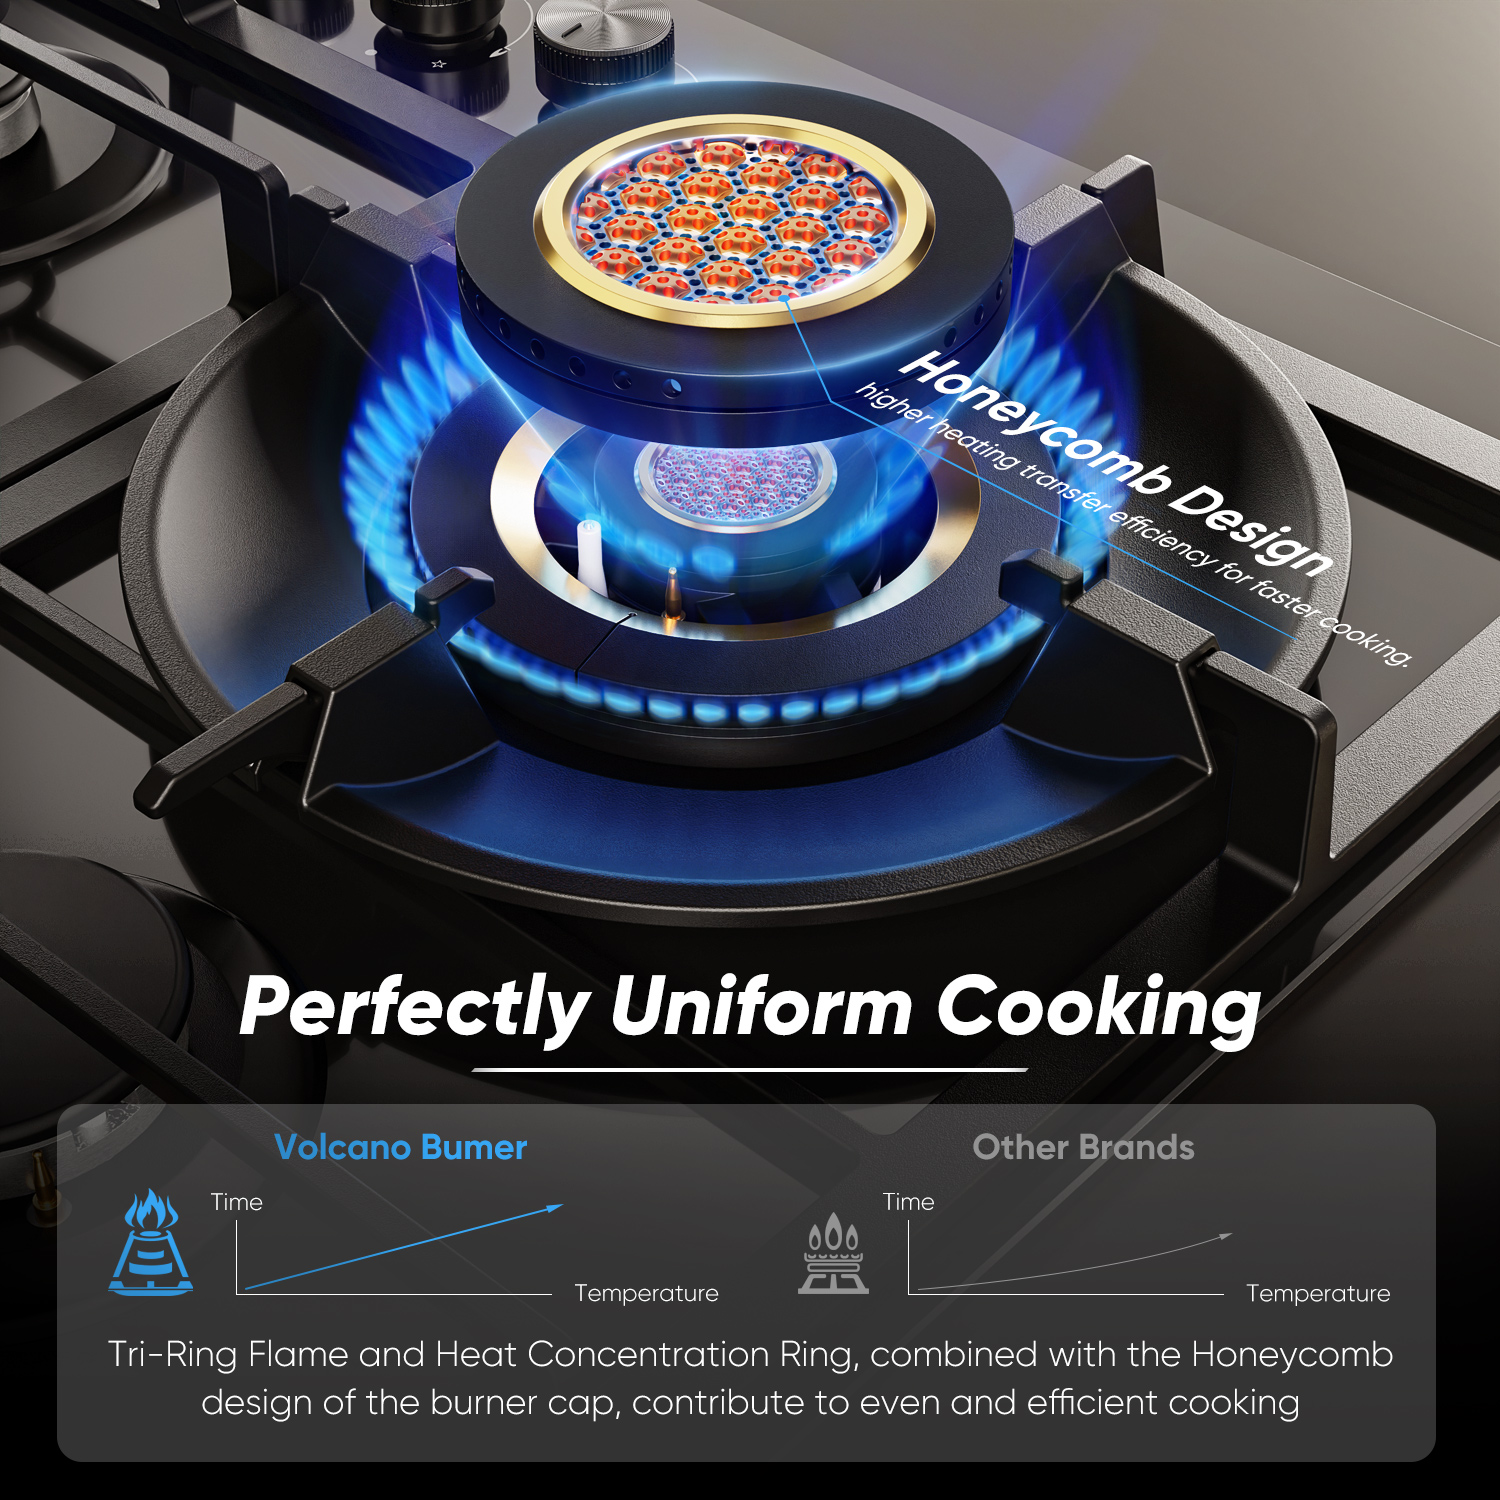 Honeycomb Design
higher heating transfer efficiency for faster cooking.
Perfectly Uniform Cooking
Volcano Bumer
Other Brands
Time
Temperature
Time
Temperature
Tri-Ring Flame and Heat Concentration Ring, combined with the Honeycomb
design of the burner cap, contribute to even and efficient cooking